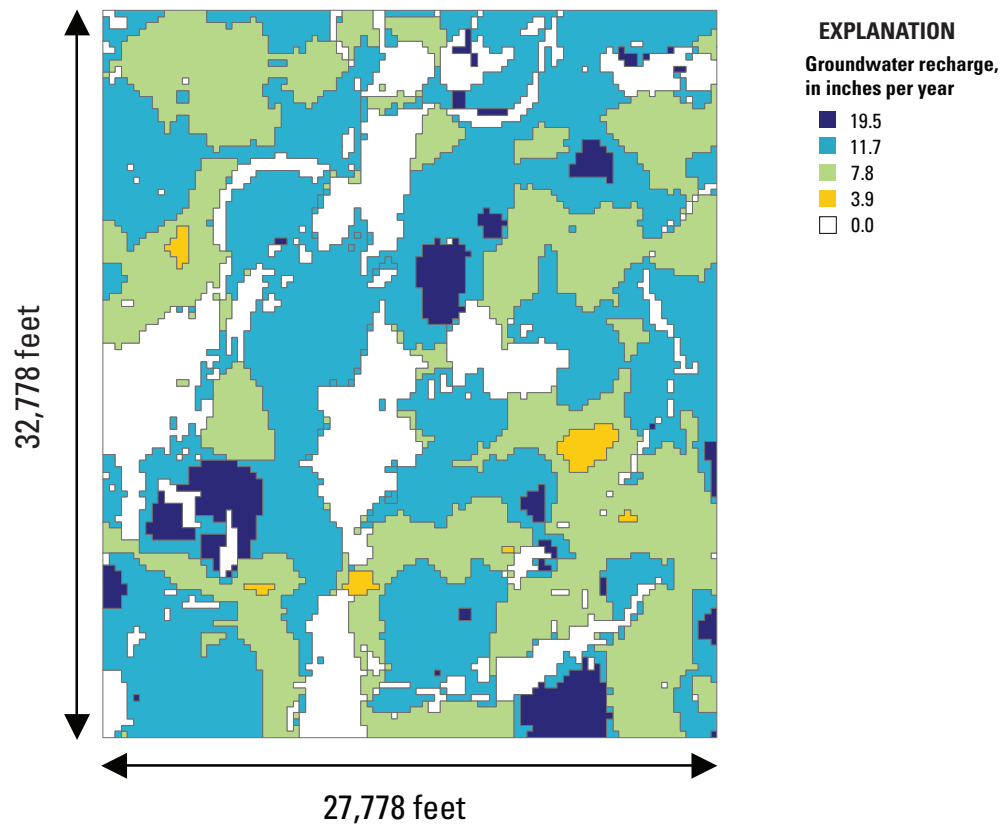 32,778 feet
27,778 feet
EXPLANATION
Groundwater recharge,
in inches per year
19.5
11.7
7.8
3.9
0.0